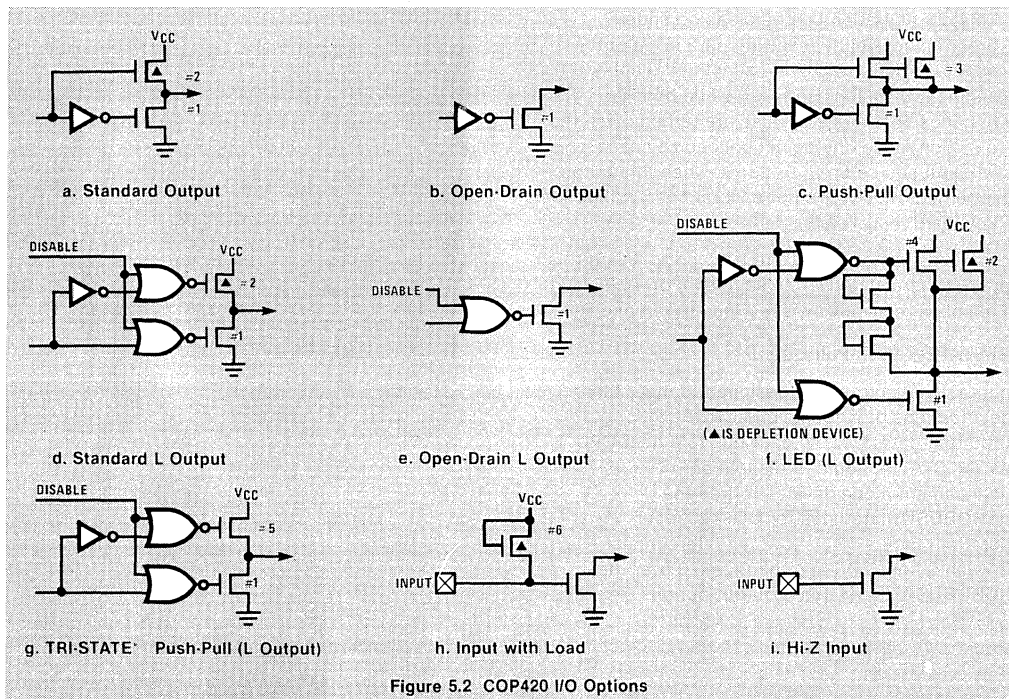 VCC
=2
=1
a. Standard Output
#1
b. Open-Drain Output
VCC
=3
=1
c. Push-Pull Output
DISABLE
VCC
=2
#1
d. Standard L Output
DISABLE
=1
e. Open-Drain L Output
DISABLE
VCC
#4
#2
#1
(▲IS DEPLETION DEVICE)
f. LED (L Output)
DISABLE
VCC
=5
#1
g. TRI-STATE® Push-Pull (L Output)
VCC
#6
INPUT
h. Input with Load
INPUT
i. Hi-Z Input
Figure 5.2 COP420 I/O Options